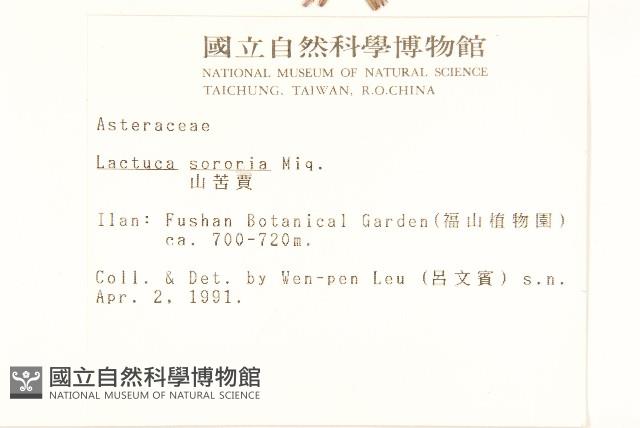 國立自然科學博物館
NATIONAL MUSEUM OF NATURAL SCIENCE
TAICHUNG, TAIWAN, R.O.CHINA
Asteraceae
Lactuca sororia Miq.
山苦賈
Ilan: Fushan Botanical Garden(福山植物園)
ca. 700-720m.
Coll. & Det. by Wen-pen Leu (呂文賓) s.n.
Apr. 2, 1991.
國立自然科學博物館
NATIONAL MUSEUM OF NATURAL SCIENCE